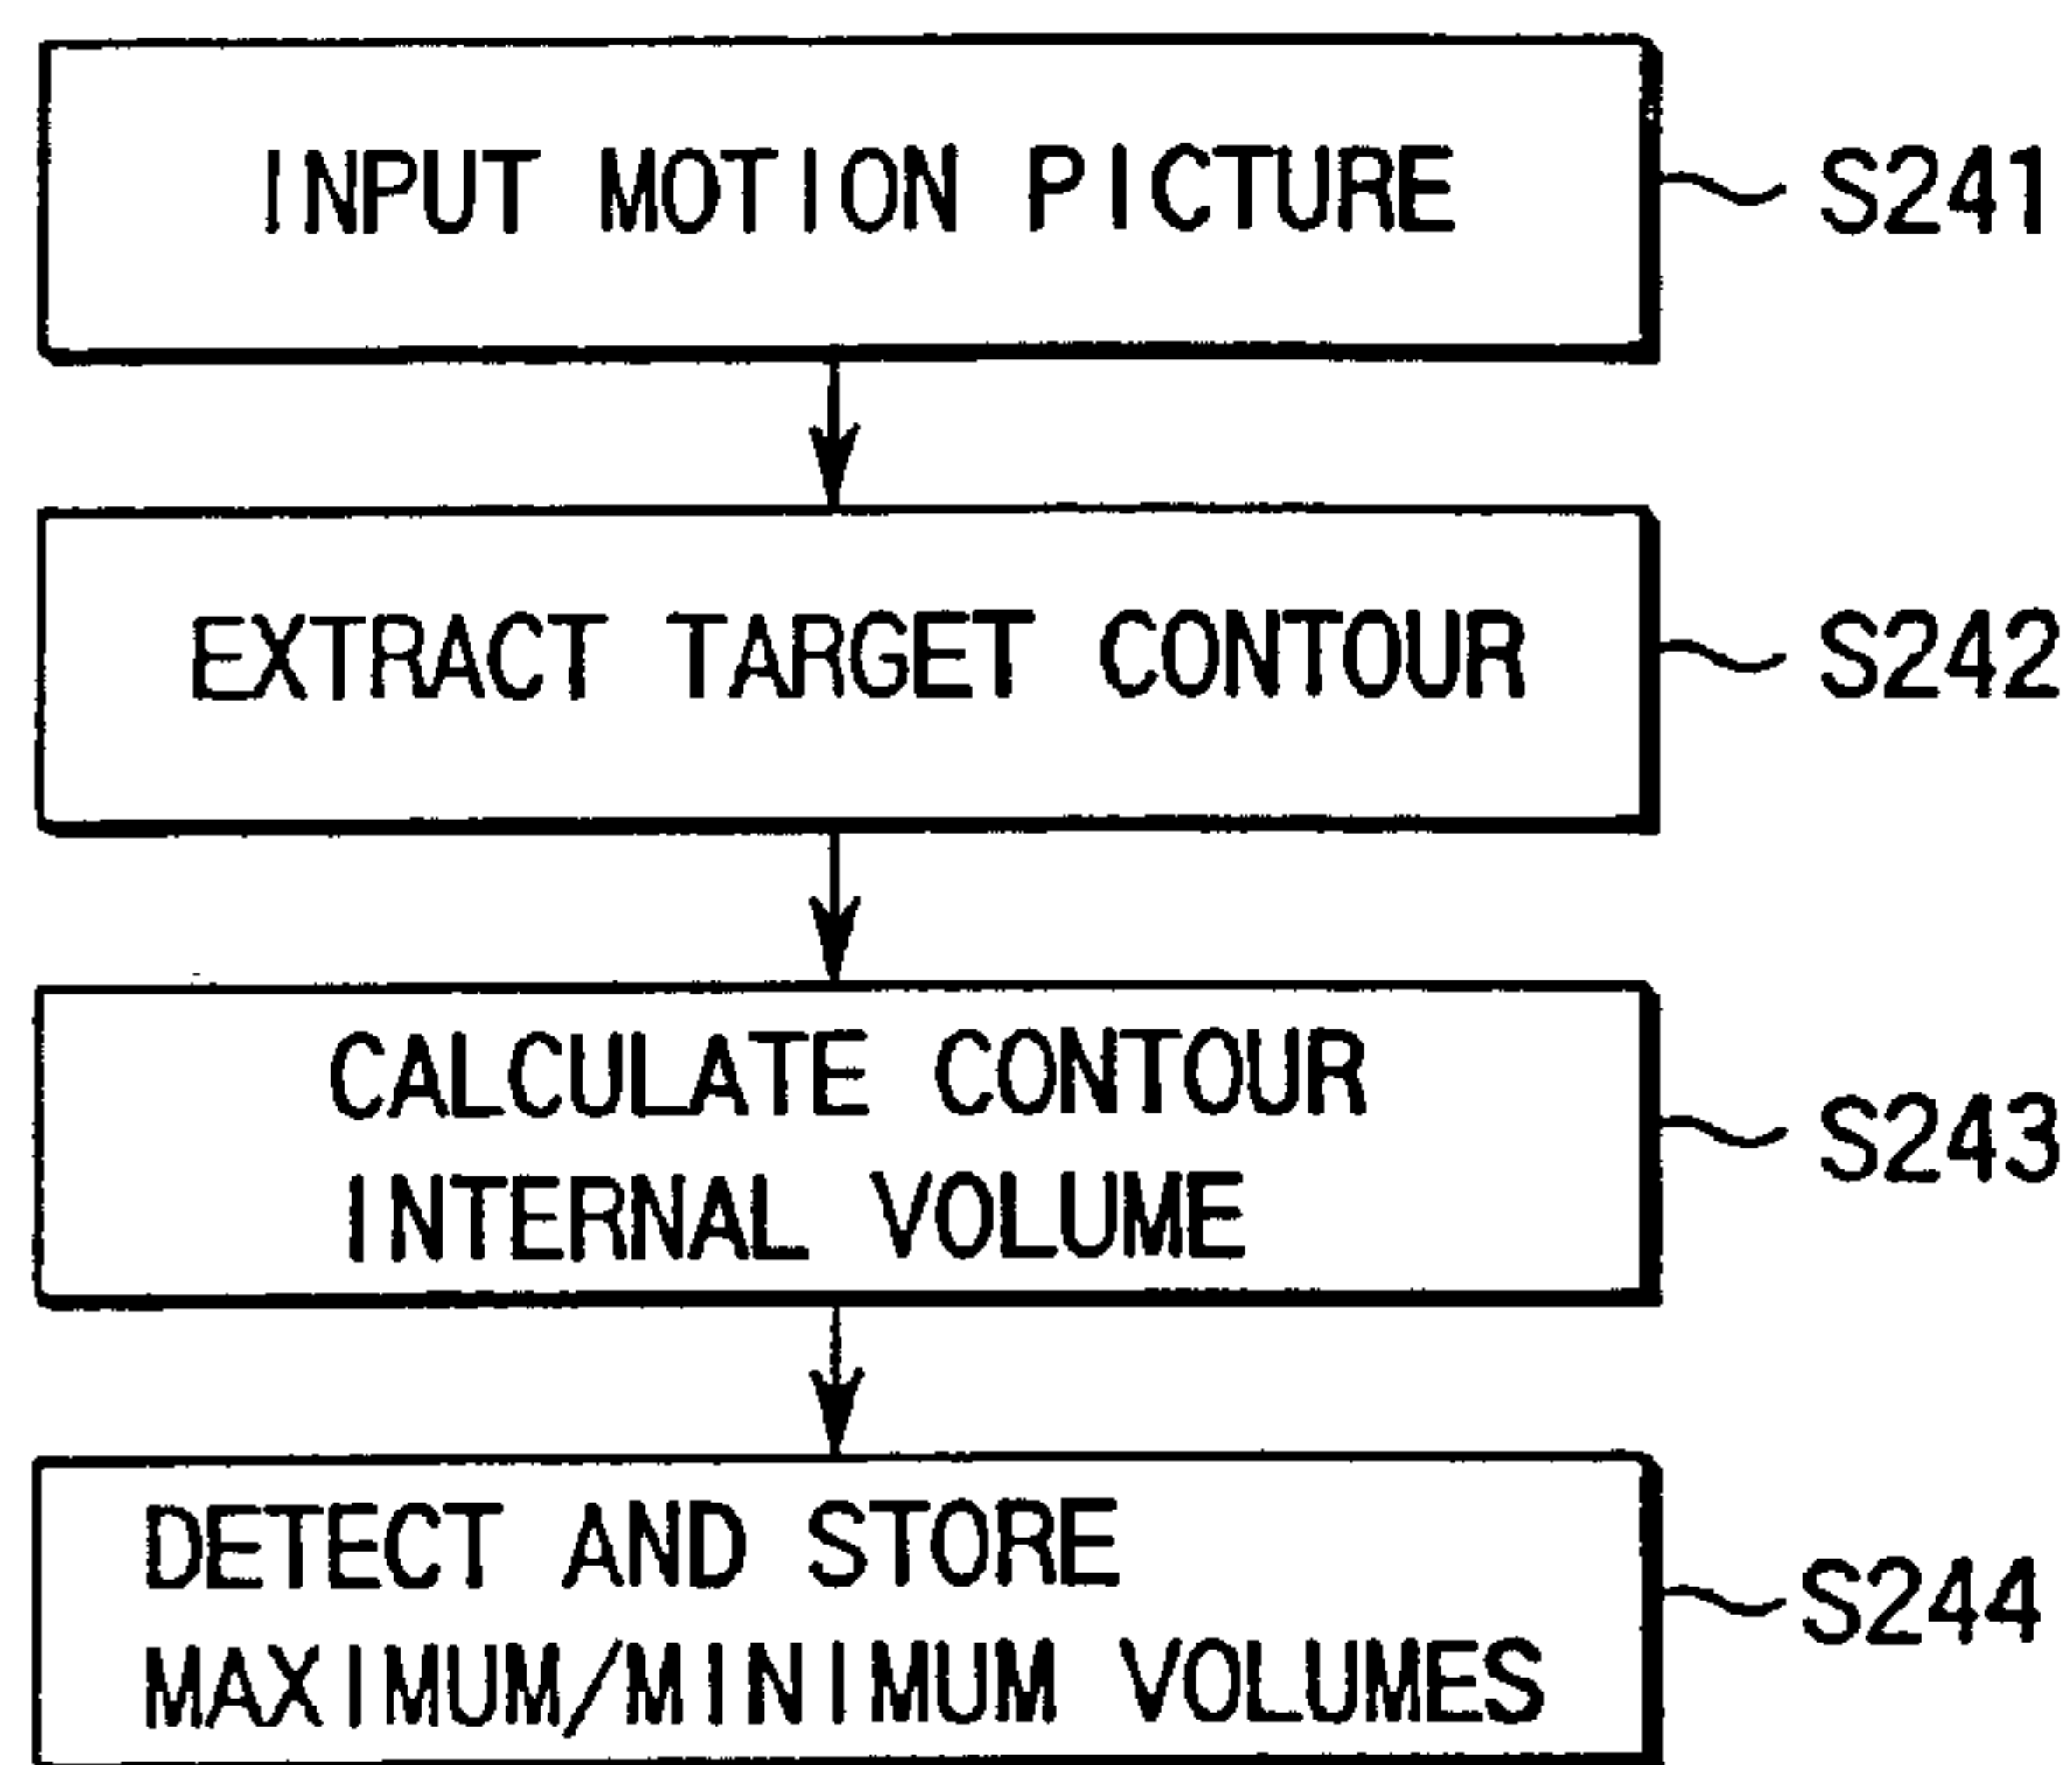 INPUT MOTION PICTURE
S241
EXTRACT TARGET CONTOUR
S242
CALCULATE CONTOUR
INTERNAL VOLUME
S243
DETECT AND STORE
MAXIMUM/MINIMUM VOLUMES
S244